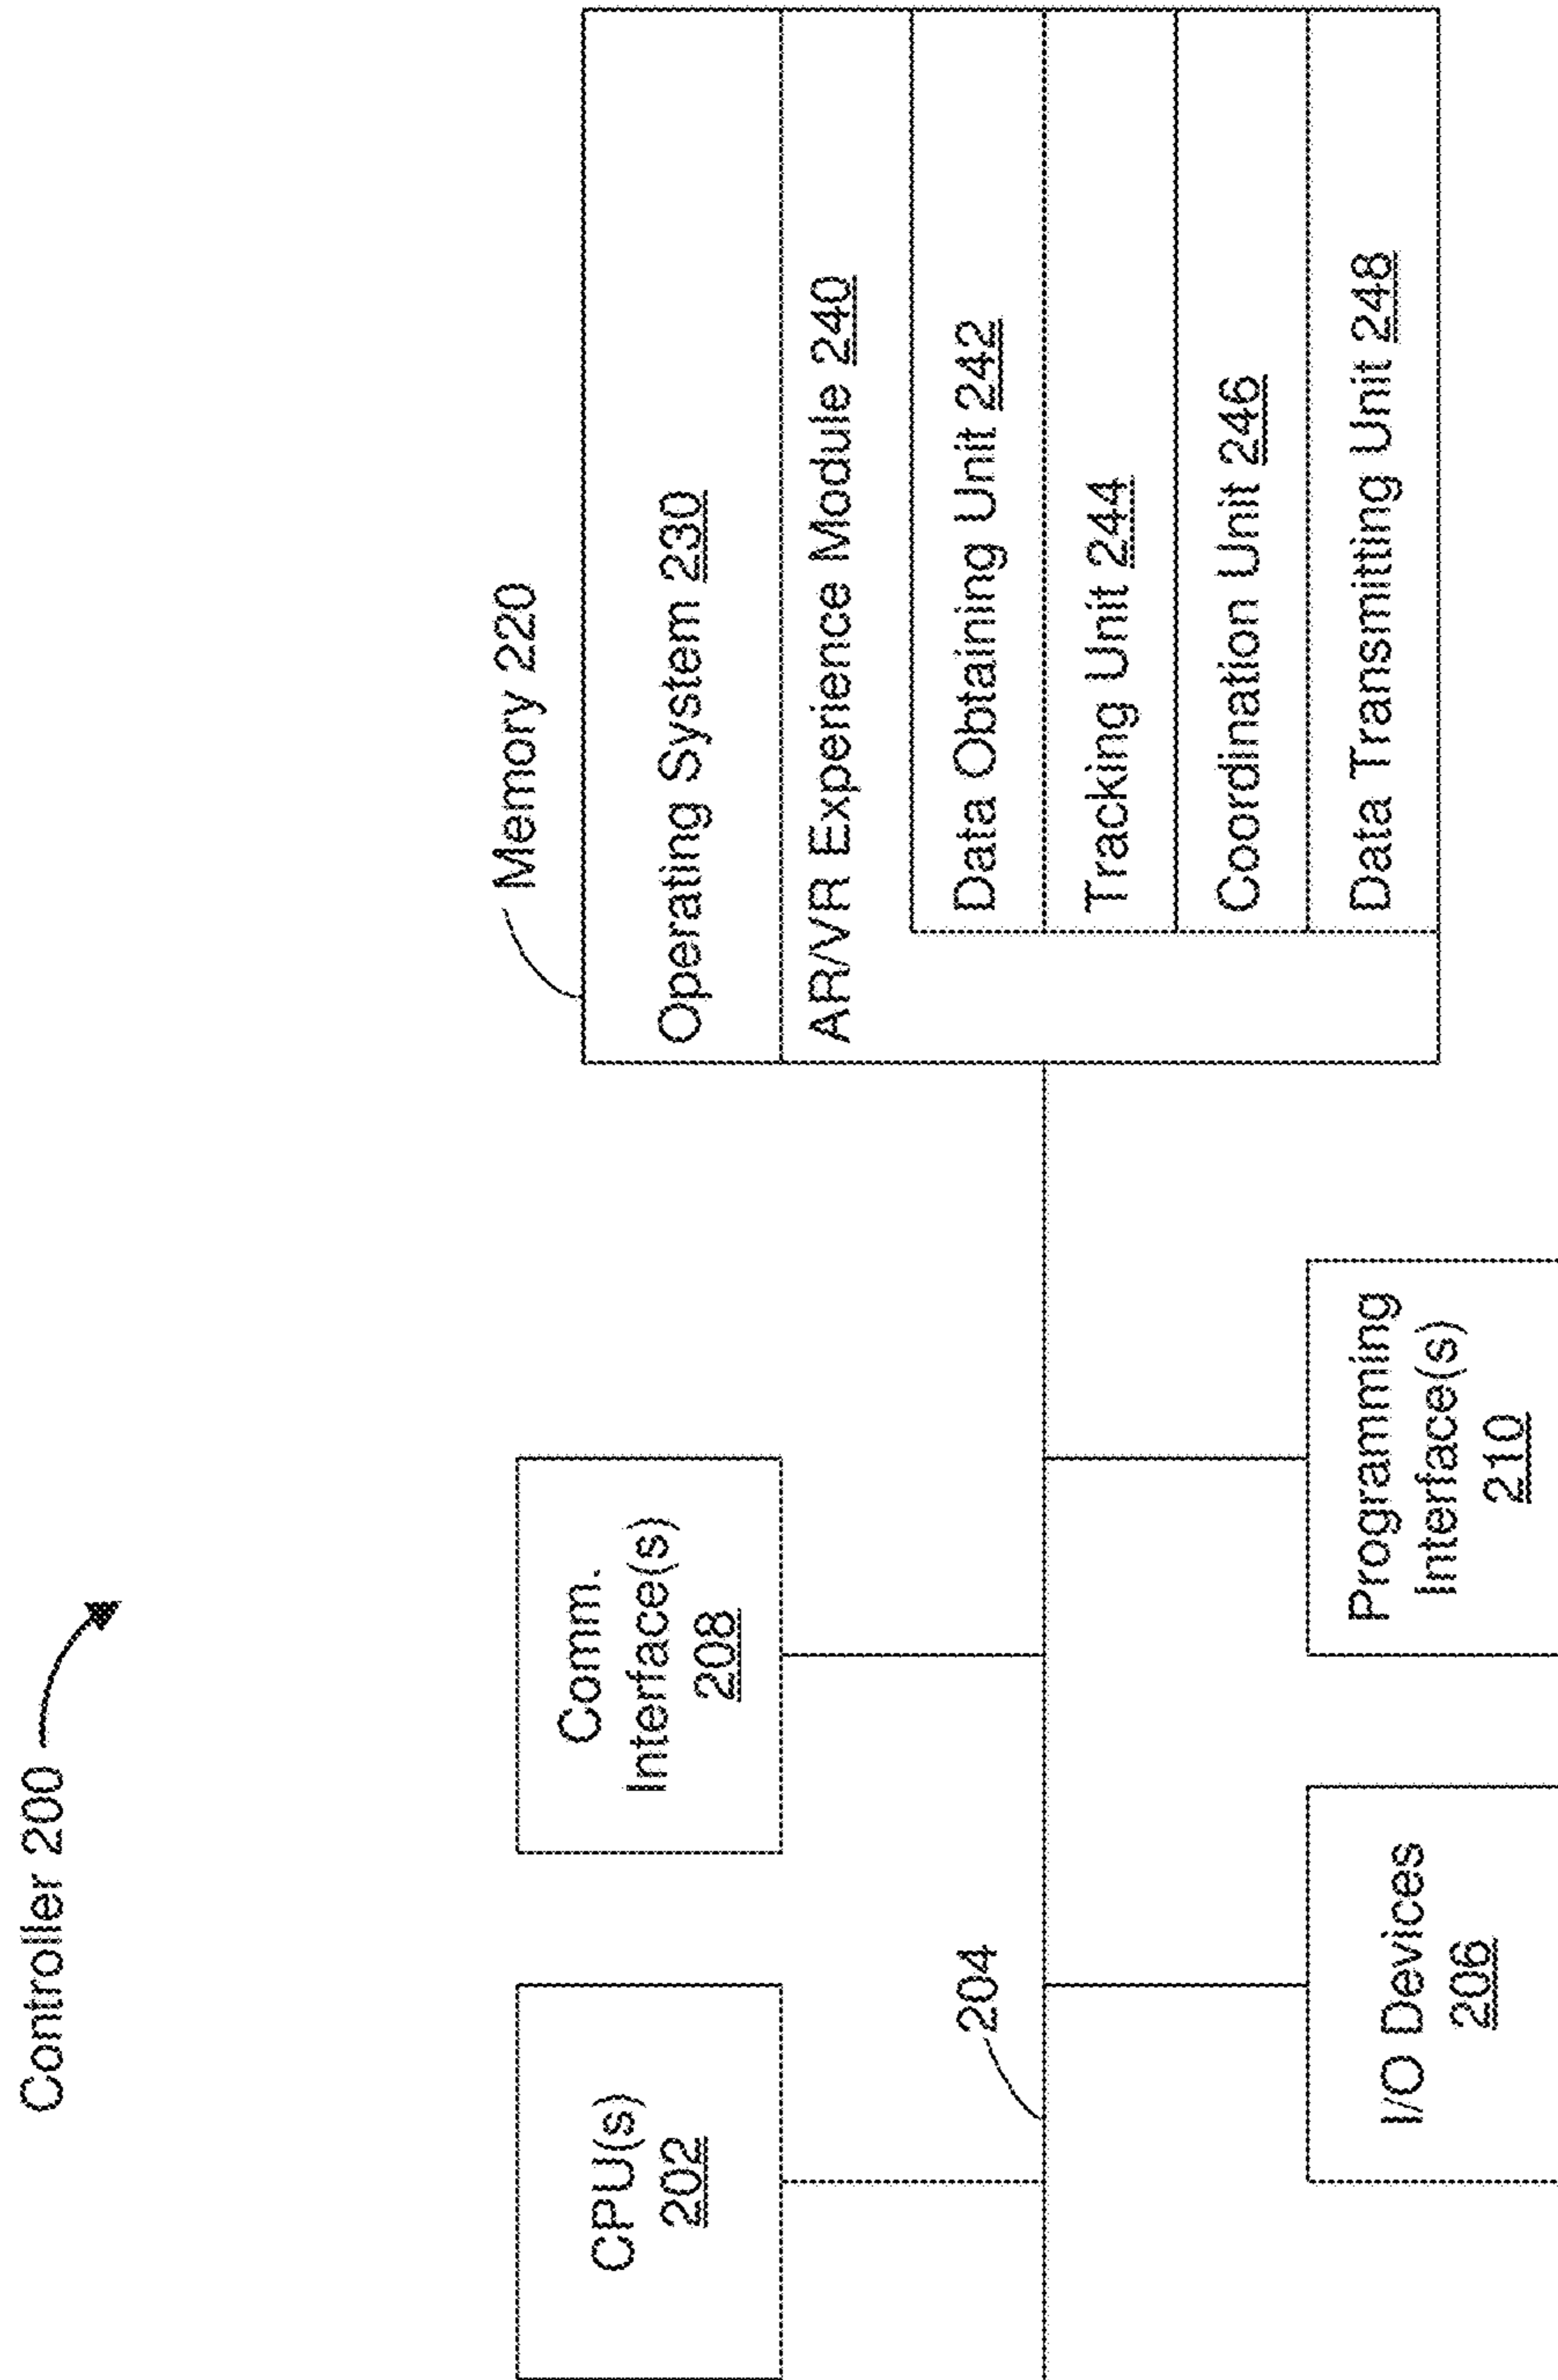 Controller 200
CPU(s)
202
Comm.
Interface(s)
208
204
I/O Devices
206
Programming
Interface(s)
210
Memory 220
Operating System 230
AR/VR Experience Module 240
Data Obtaining Unit 242
Tracking Unit 244
Coordination Unit 246
Data Transmitting Unit 248